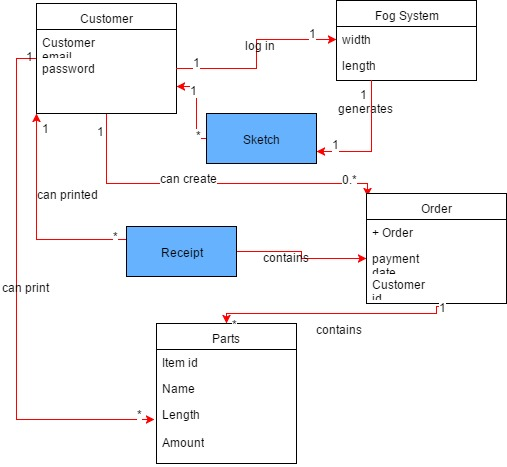 Customer
Customer
email
password
Fog System
width
length
1
log in
1
1
1
generates
1
*
1
Sketch
1
1
can create
0.*
can printed
*
Receipt
contains
Order
+ Order
payment
date
Customer
id
can print
1
contains
*
Parts
Item id
Name
Length
Amount
*